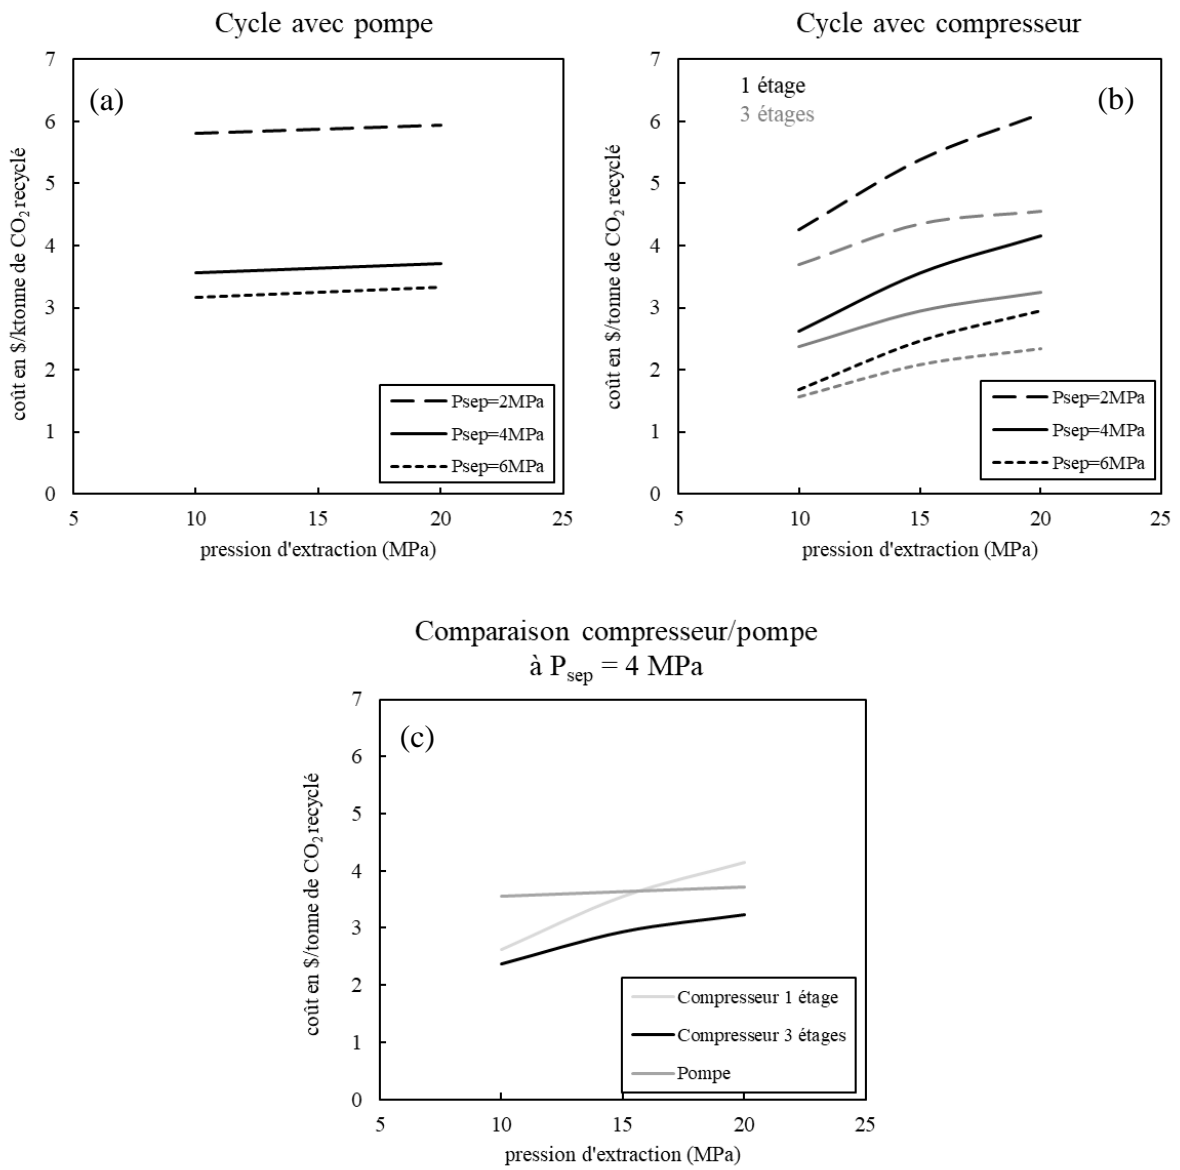 Cycle avec pompe
7
6
5
4
3
2
1
0
(a)
coût en $/ktonne de CO₂ recyclé
Psep=2MPa
Psep=4MPa
Psep=6MPa
5 10 15 20 25
pression d'extraction (MPa)
Cycle avec compresseur
7
6
5
4
3
2
1
0
1 étage
3 étages
(b)
coût en $/tonne de CO₂ recyclé
Psep=2MPa
Psep=4MPa
Psep=6MPa
5 10 15 20 25
pression d'extraction (MPa)
Comparaison compresseur/pompe
à Psep = 4 MPa
7
6
5
4
3
2
1
0
(c)
coût en $/tonne de CO₂ recyclé
Compresseur 1 étage
Compresseur 3 étages
Pompe
5 10 15 20 25
pression d'extraction (MPa)